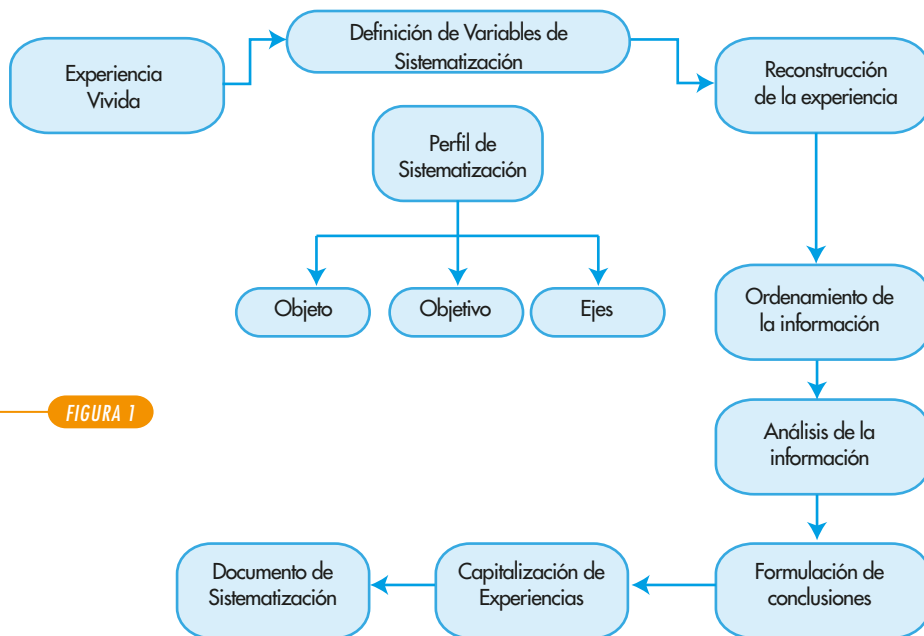 Experiencia
Vivida
Definición de Variables de
Sistematización
Reconstrucción
de la experiencia
Perfil de
Sistematización
Objeto
Objetivo
Ejes
Ordenamiento de
la información
FIGURA 1
Análisis de la
información
Formulación de
conclusiones
Capitalización de
Experiencias
Documento de
Sistematización